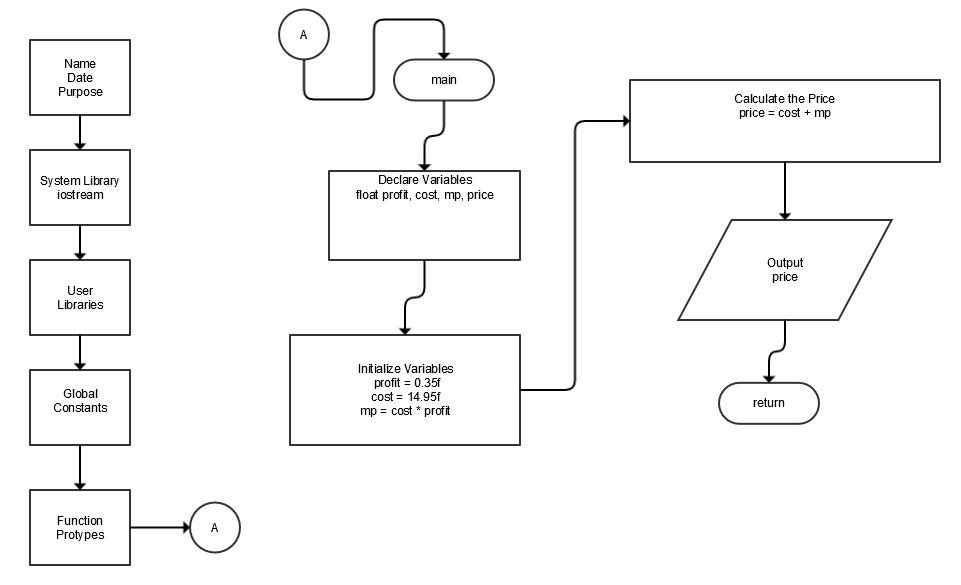 Name
Date
Purpose
System Library
iostream
User
Libraries
Global
Constants
Function
Protypes
A
A
main
Declare Variables
float profit, cost, mp, price
Initialize Variables
profit = 0.35f
cost = 14.95f
mp = cost * profit
Calculate the Price
price = cost + mp
Output
price
return